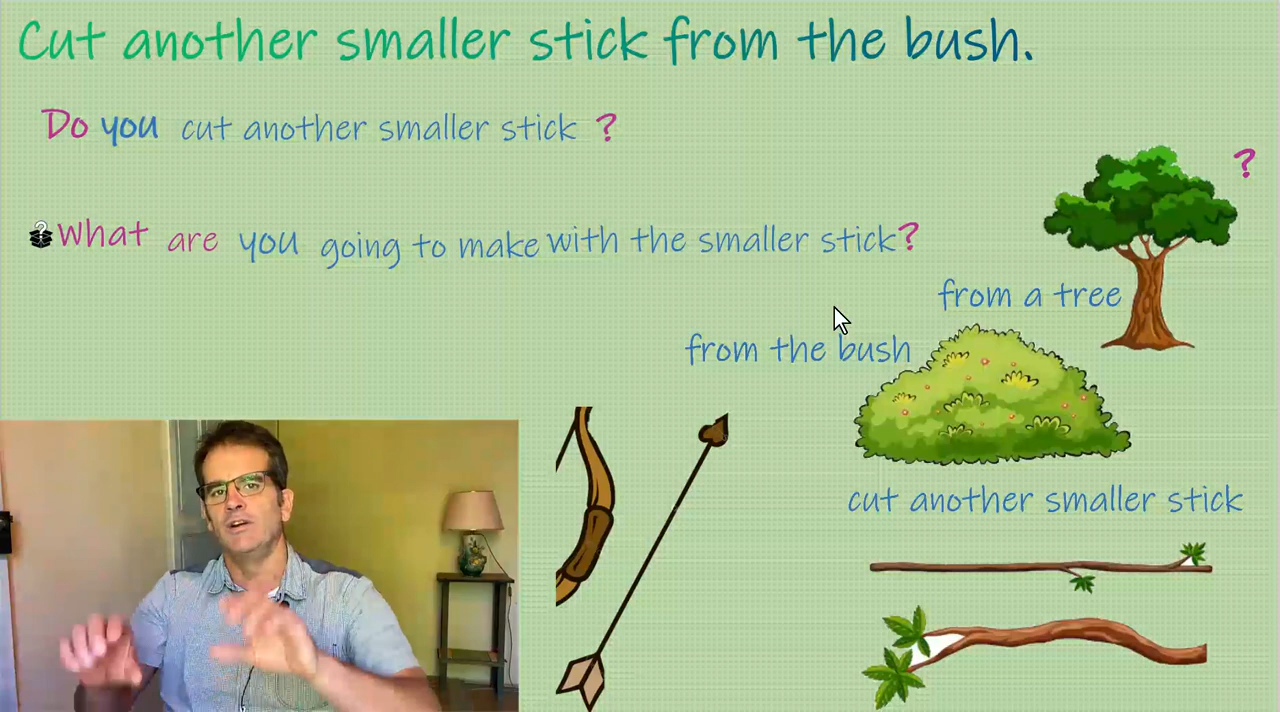 Cut another smaller stick from the bush.
Do you cut another smaller stick ?
?
What are you going to make with the smaller stick?
from a tree
from the bush
cut another smaller stick